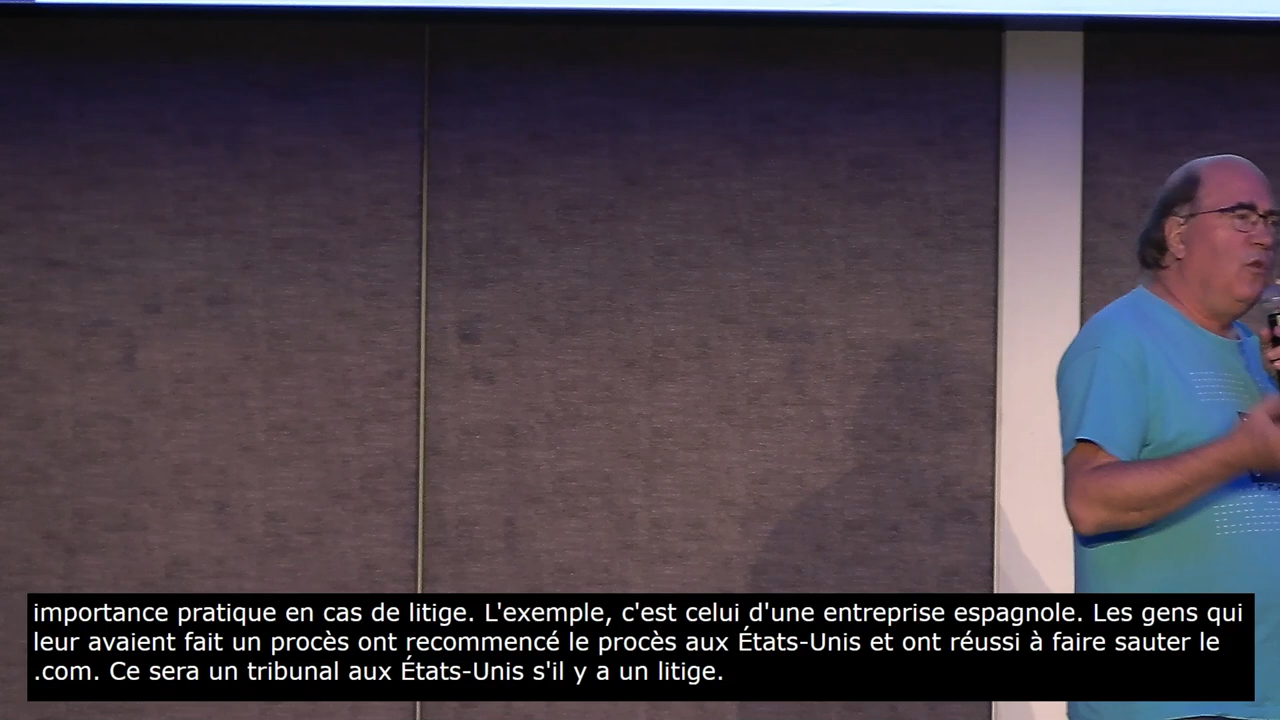 importance pratique en cas de litige. L'exemple, c'est celui d'une entreprise espagnole. Les gens qui
leur avaient fait un procès ont recommencé le procès aux États-Unis et ont réussi à faire sauter le
.com. Ce sera un tribunal aux États-Unis s'il y a un litige.